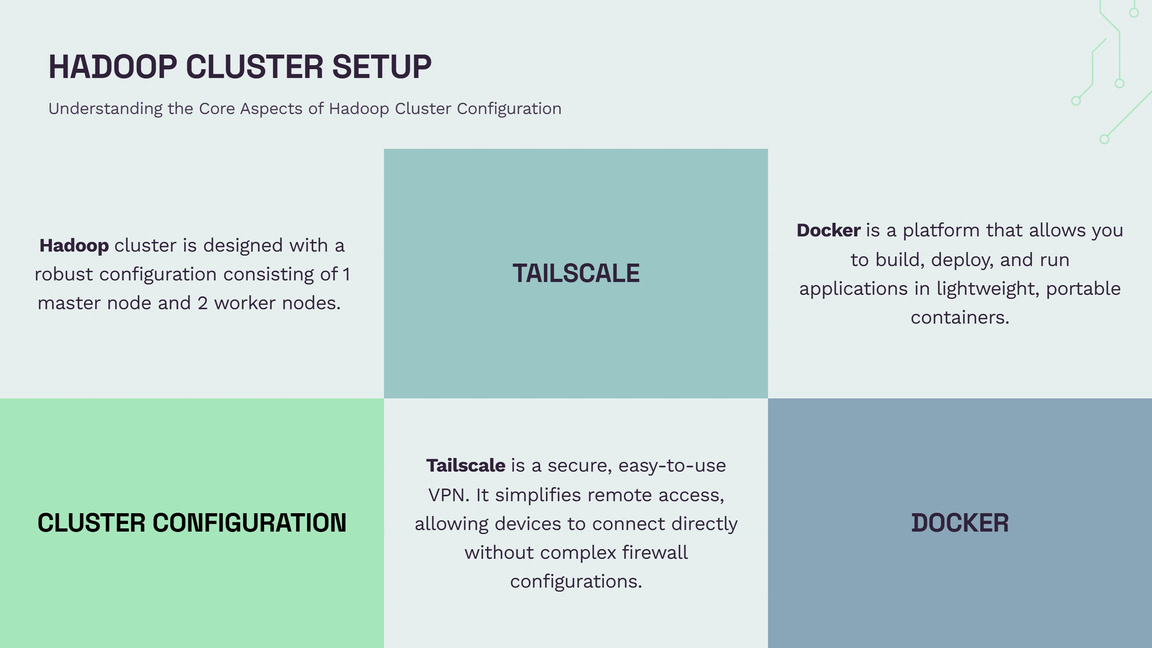 HADOOP CLUSTER SETUP
Understanding the Core Aspects of Hadoop Cluster Configuration
Hadoop cluster is designed with a
robust configuration consisting of 1
master node and 2 worker nodes.
TAILSCALE
Docker is a platform that allows you
to build, deploy, and run
applications in lightweight, portable
containers.
CLUSTER CONFIGURATION
Tailscale is a secure, easy-to-use
VPN. It simplifies remote access,
allowing devices to connect directly
without complex firewall
configurations.
DOCKER